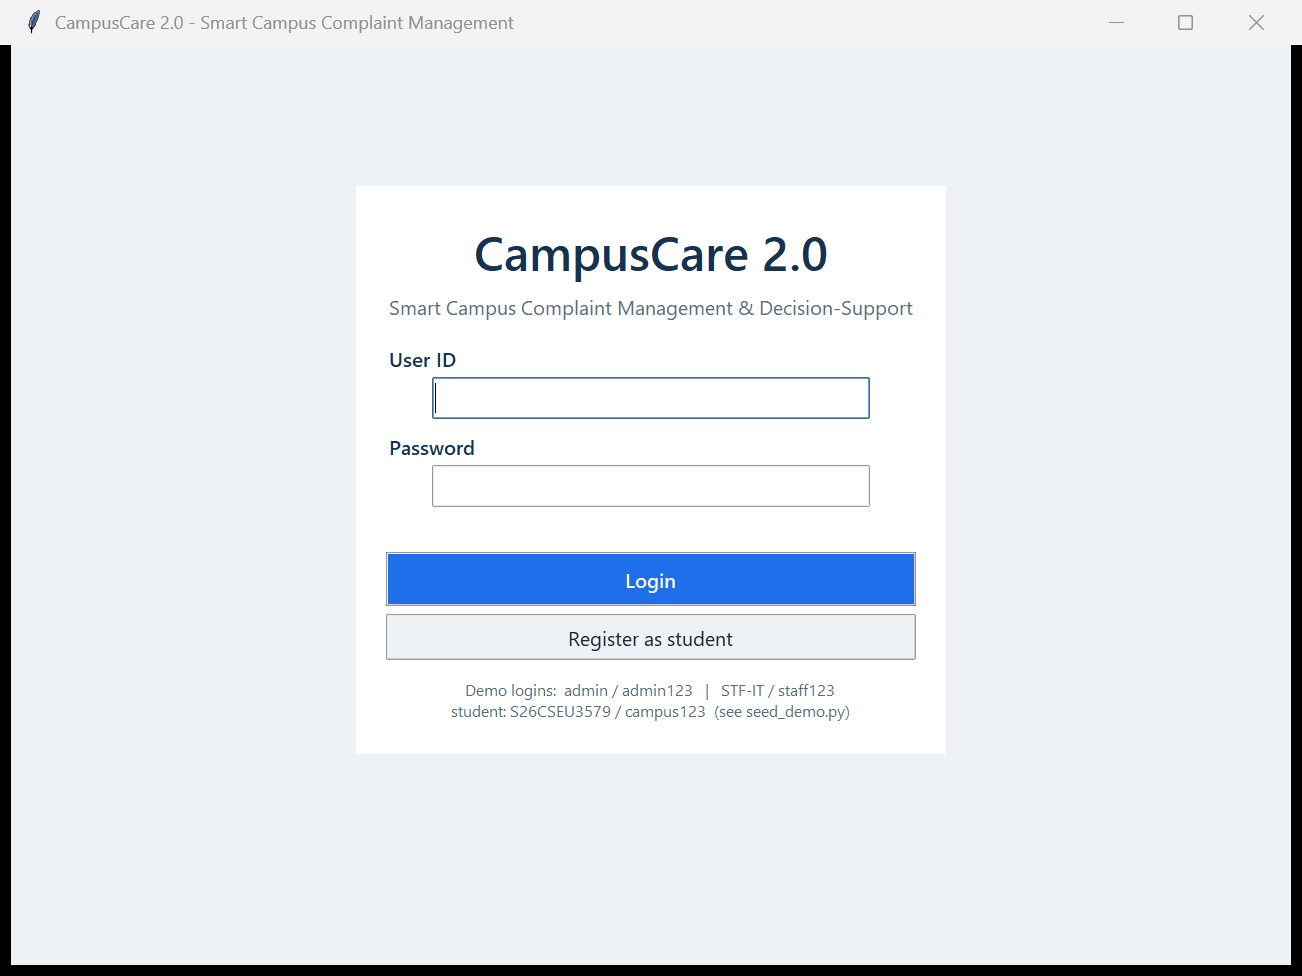 CampusCare 2.0 - Smart Campus Complaint Management
CampusCare 2.0
Smart Campus Complaint Management & Decision-Support
User ID
Password
Login
Register as student
Demo logins:  admin / admin123   |   STF-IT / staff123
student: S26CSEU3579 / campus123  (see seed_demo.py)